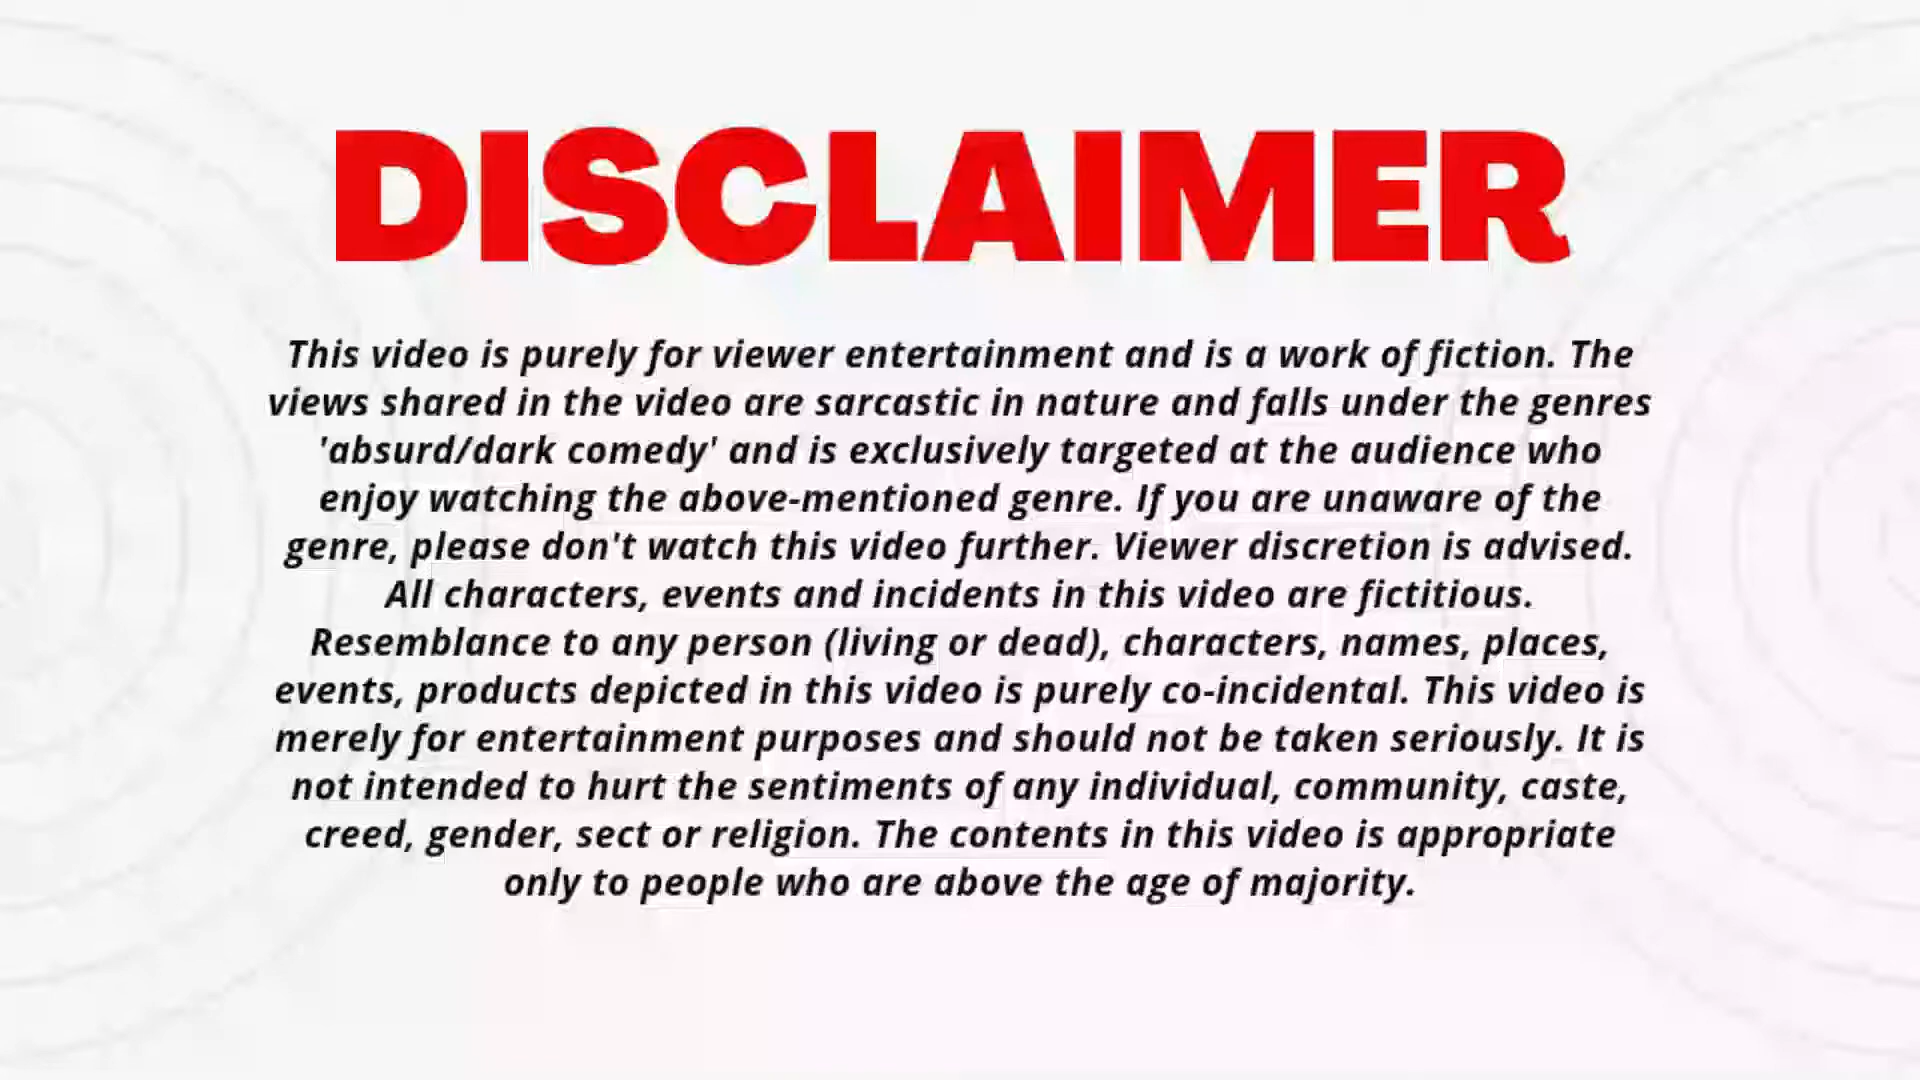 DISCLAIMER
This video is purely for viewer entertainment and is a work of fiction. The
views shared in the video are sarcastic in nature and falls under the genres
'absurd/dark comedy' and is exclusively targeted at the audience who
enjoy watching the above-mentioned genre. If you are unaware of the
genre, please don't watch this video further. Viewer discretion is advised.
All characters, events and incidents in this video are fictitious.
Resemblance to any person (living or dead), characters, names, places,
events, products depicted in this video is purely co-incidental. This video is
merely for entertainment purposes and should not be taken seriously. It is
not intended to hurt the sentiments of any individual, community, caste,
creed, gender, sect or religion. The contents in this video is appropriate
only to people who are above the age of majority.